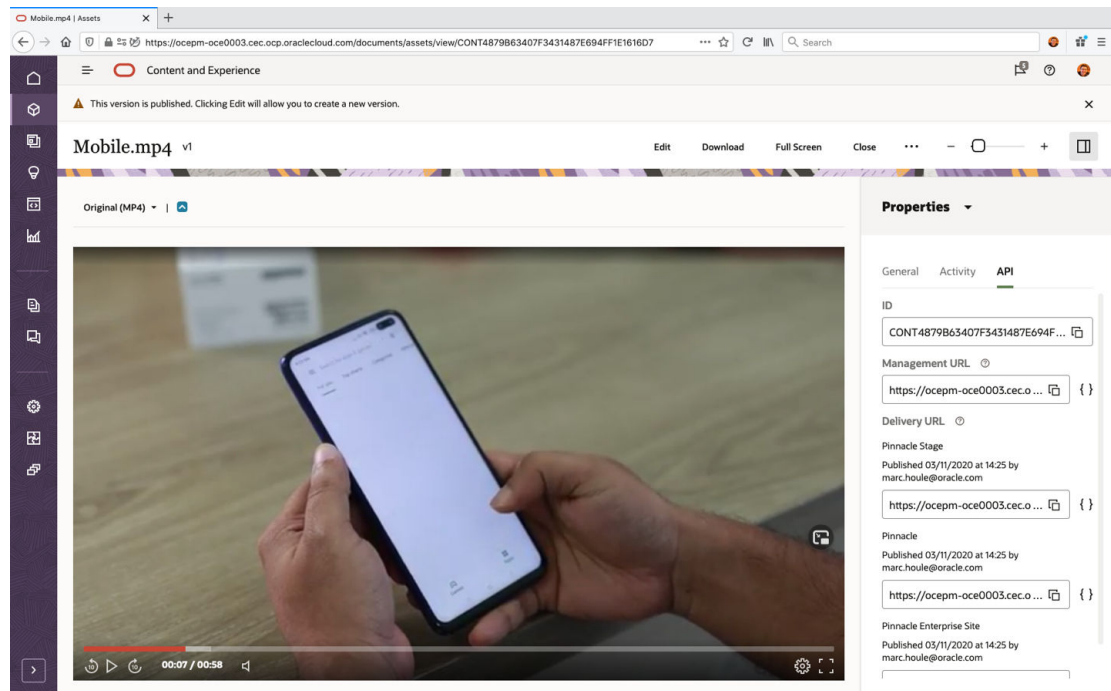 Mobile.mp4 | Assets
https://ocepm-oce0003.cec.ocp.oraclecloud.com/documents/assets/view/CONT4879B63407F3431487E694FF1E1616D7
Search
Content and Experience
This version is published. Clicking Edit will allow you to create a new version.
Mobile.mp4 v1
Edit Download Full Screen Close
Original (MP4)
Properties
General Activity API
ID
CONT4879B63407F3431487E694F...
Management URL
https://ocepm-oce0003.cec.o ...
Delivery URL
Pinnacle Stage
Published 03/11/2020 at 14:25 by
marc.houle@oracle.com
https://ocepm-oce0003.cec.o ...
Pinnacle
Published 03/11/2020 at 14:25 by
marc.houle@oracle.com
https://ocepm-oce0003.cec.o ...
Pinnacle Enterprise Site
Published 03/11/2020 at 14:25 by
marc.houle@oracle.com
10 10 00:07 / 00:58